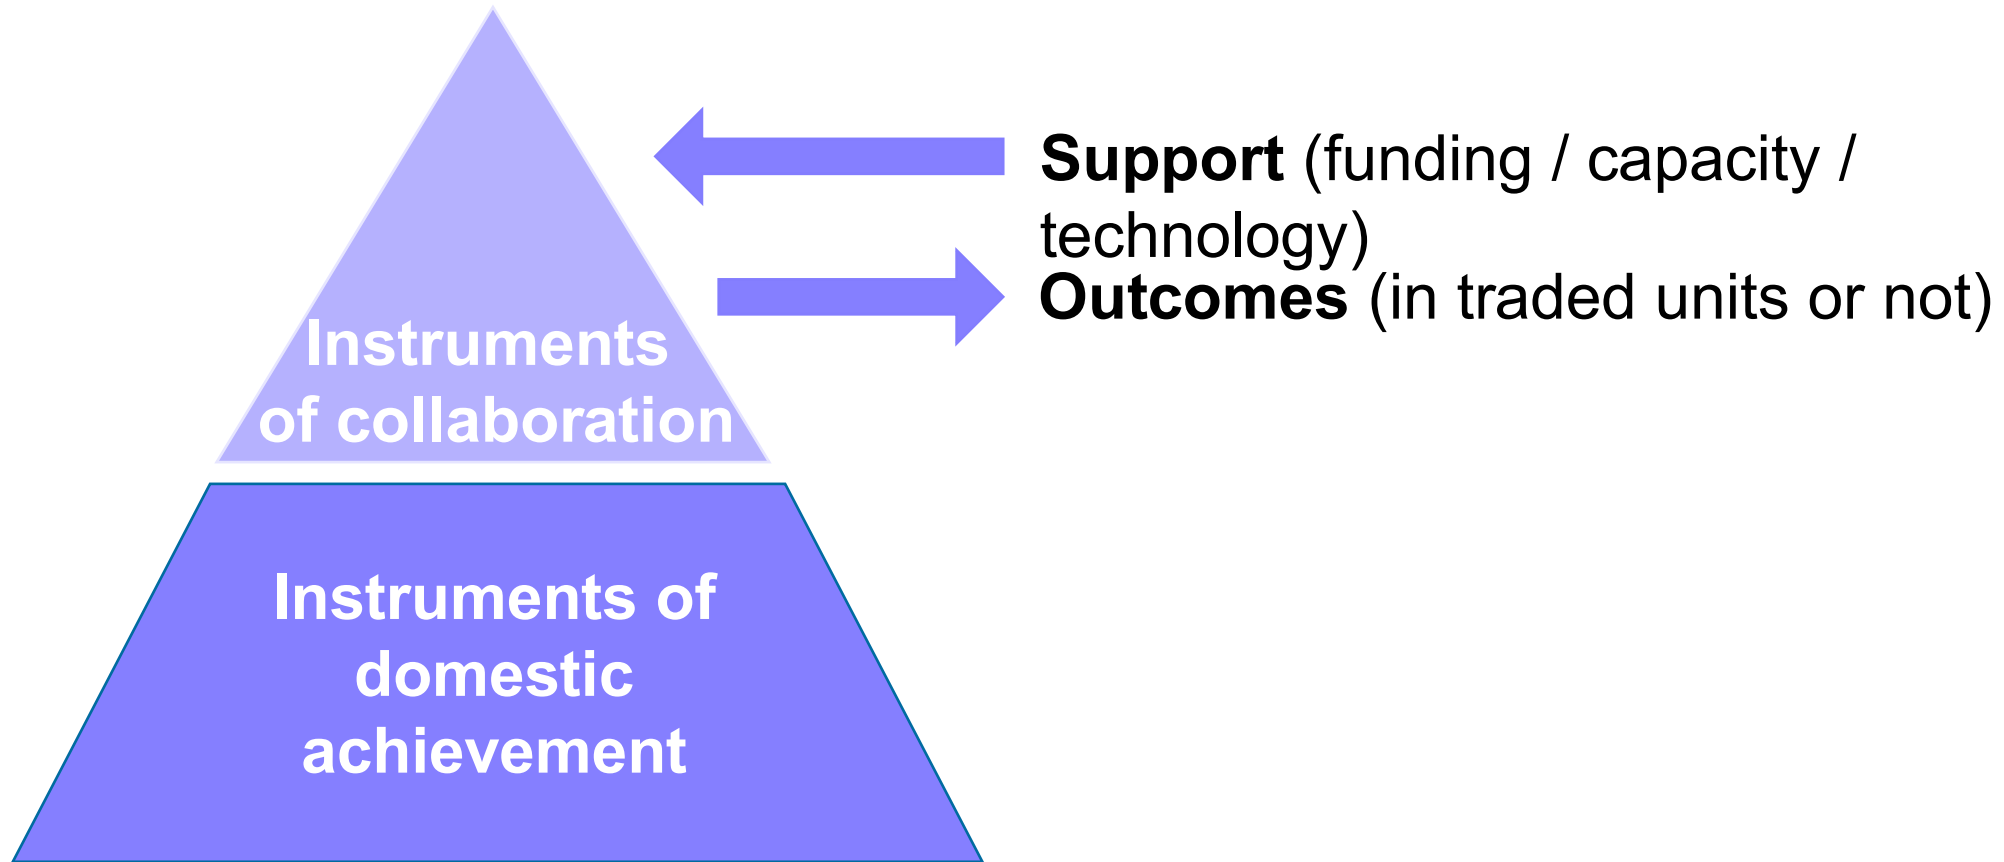 Support (funding / capacity /
technology)
Outcomes (in traded units or not)
Instruments
of collaboration
Instruments of
domestic
achievement